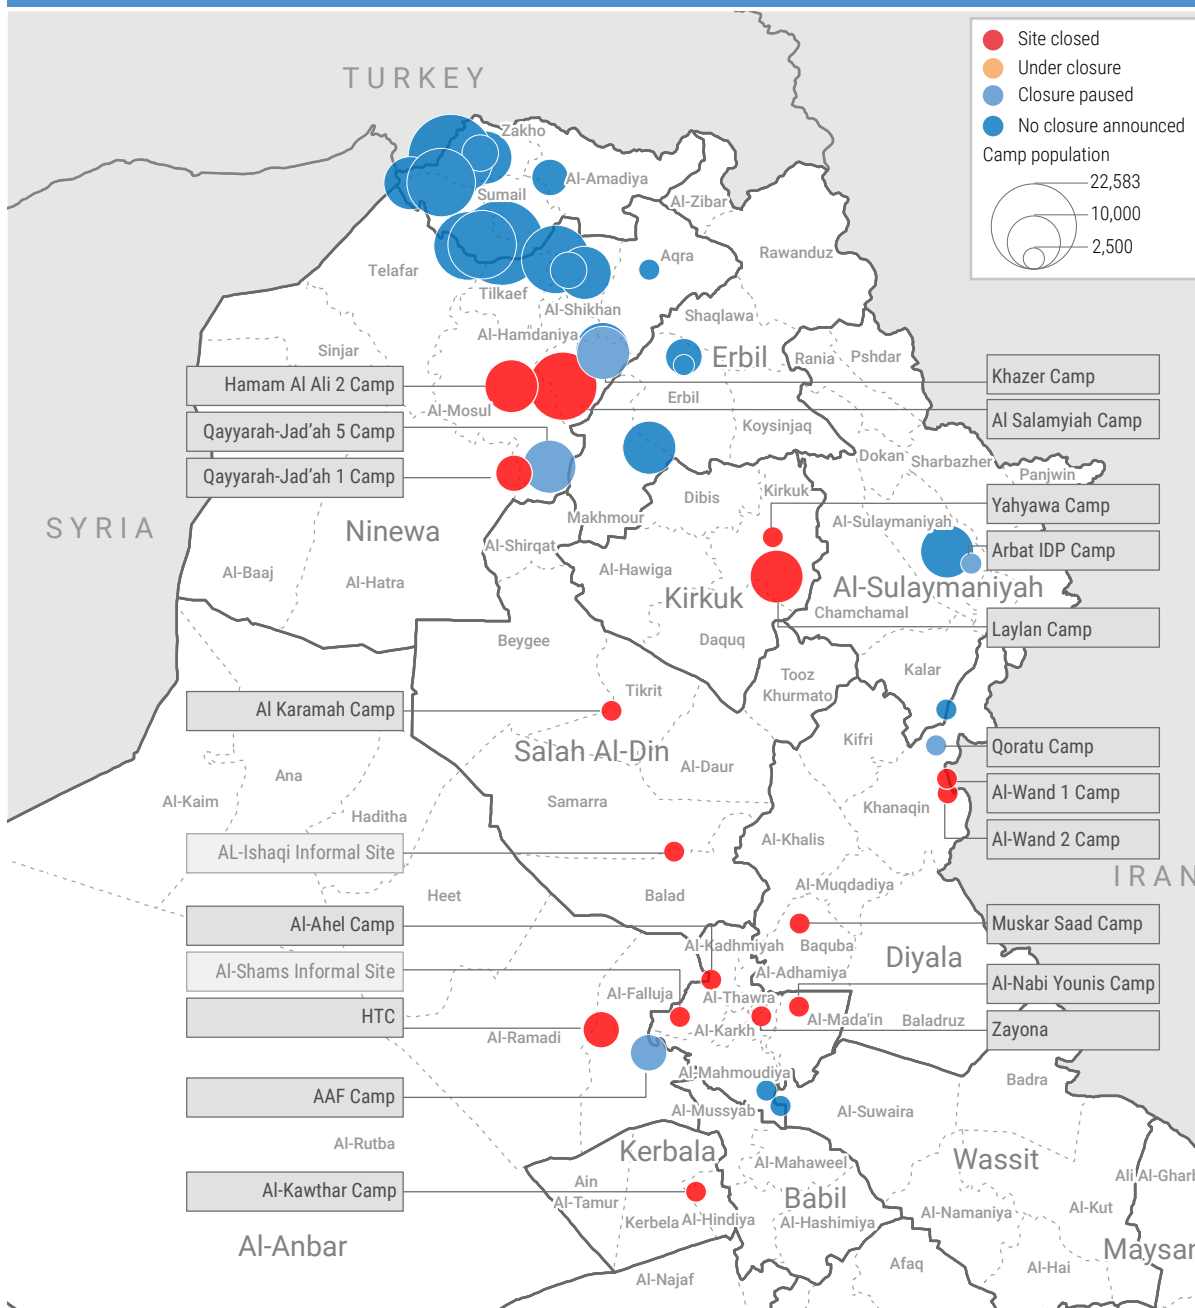 Site closed
Under closure
Closure paused
No closure announced
Camp population
22,583
10,000
2,500
TURKEY
Zakho
Al-Amadiya
Al-Zibar
Sumail
Rawanduz
Aqra
Telafar
Tilkaef
Al-Shikhan
Shaqlawa
Al-Hamdaniya
Sinjar
Erbil
Rania
Pshdar
Hamam Al Ali 2 Camp
Khazer Camp
Erbil
Al-Mosul
Al Salamyiah Camp
Koysinjaq
Qayyarah-Jad'ah 5 Camp
Dokan
Sharbazher
Qayyarah-Jad'ah 1 Camp
Panjwin
Dibis
Kirkuk
Yahyawa Camp
SYRIA
Ninewa
Makhmour
Al-Sulaymaniyah
Al-Shirqat
Arbat IDP Camp
Al-Baaj
Al-Hatra
Al-Hawiga
Kirkuk
Al-Sulaymaniyah
Chamchamal
Laylan Camp
Beygee
Daquq
Kalar
Tooz
Khurmato
Tikrit
Al Karamah Camp
Kifri
Qoratu Camp
Salah Al-Din
Al-Daur
Ana
Al-Kaim
Samarra
Al-Wand 1 Camp
Khanaqin
Haditha
Al-Khalis
Al-Wand 2 Camp
AL-Ishaqi Informal Site
IRAN
Al-Muqdadiya
Heet
Balad
Al-Ahel Camp
Muskar Saad Camp
Al-Kadhmiyah
Baquba
Diyala
Al-Shams Informal Site
Al-Adhamiya
Al-Nabi Younis Camp
Al-Falluja
Al-Thawra
HTC
Al-Mada'in
Baladruz
Al-Ramadi
Al-Karkh
Zayona
Al-Mahmoudiya
Badra
AAF Camp
Al-Mussyab
Al-Suwaira
Al-Rutba
Kerbala
Wassit
Al-Mahaweel
Ali Al-Gharb
Ain
Al-Tamur
Al-Kawthar Camp
Babil
Al-Kut
Al-Namaniya
Kerbela
Al-Hindiya
Al-Hashimiya
Al-Anbar
Maysar
Afaq
Al-Hai
Al-Najaf